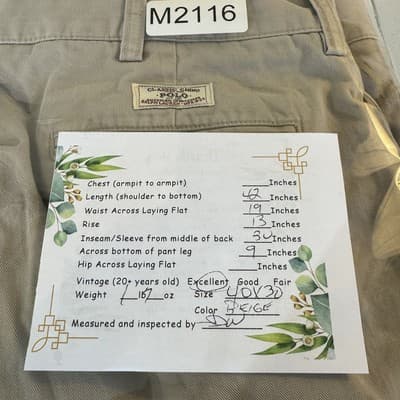 M2116
CLASSIC CHINO
POLO
Chest (armpit to armpit) Inches
Length (shoulder to bottom) 42 Inches
Waist Across Laying Flat 19 Inches
Rise 13 Inches
Inseam/Sleeve from middle of back 30 Inches
Across bottom of pant leg 9 Inches
Hip Across Laying Flat Inches
Vintage (20+ years old) Excellent Good Fair
Weight 1 lb 7 oz Size 40X30
Color BEIGE
Measured and inspected by DW